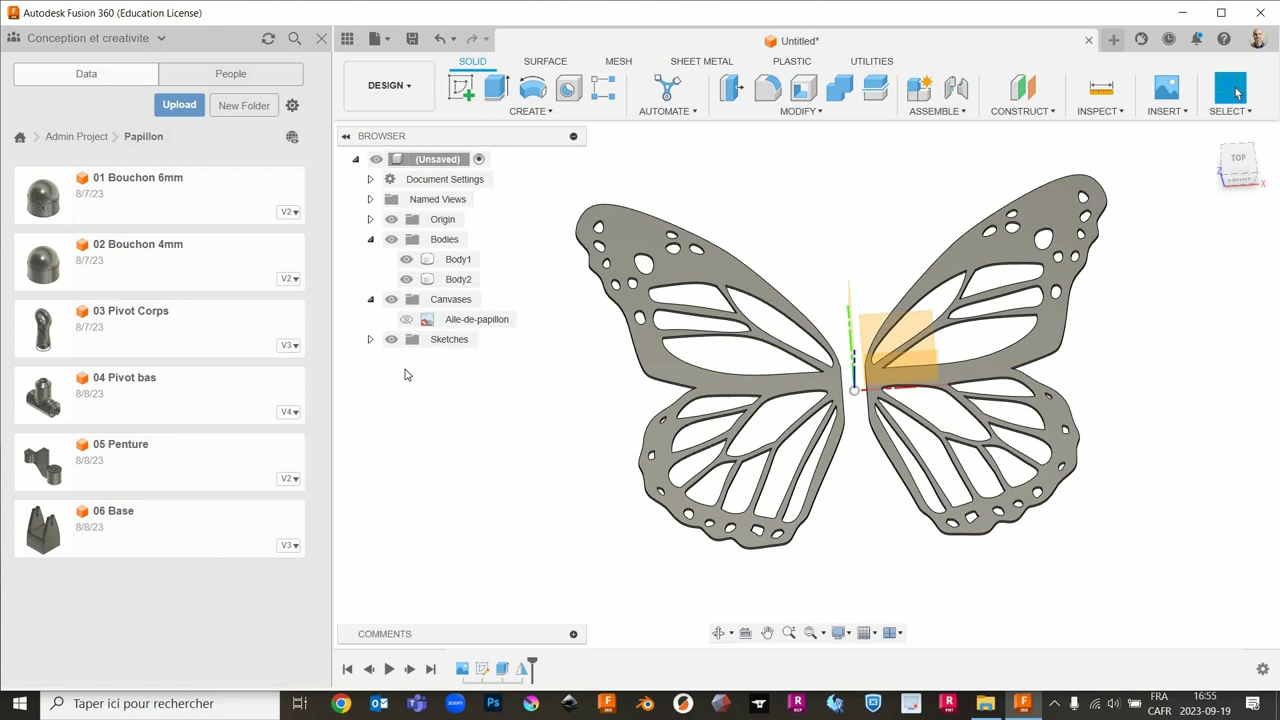 Autodesk Fusion 360 (Education License)
Conception et creativite
Untitled*
Data
People
Upload
New Folder
Admin Project
Papillon
01 Bouchon 6mm
8/7/23
V2
02 Bouchon 4mm
8/7/23
V2
03 Pivot Corps
8/7/23
V3
04 Pivot bas
8/8/23
V4
05 Penture
8/8/23
V2
06 Base
8/8/23
V3
DESIGN
SOLID
SURFACE
MESH
SHEET METAL
PLASTIC
UTILITIES
CREATE
AUTOMATE
MODIFY
ASSEMBLE
CONSTRUCT
INSPECT
INSERT
SELECT
BROWSER
(Unsaved)
Document Settings
Named Views
Origin
Bodies
Body1
Body2
Canvases
Aile-de-papillon
Sketches
TOP
FRONT
Z
X
COMMENTS
Taper ici pour rechercher
FRA
CAFR
16:55
2023-09-19